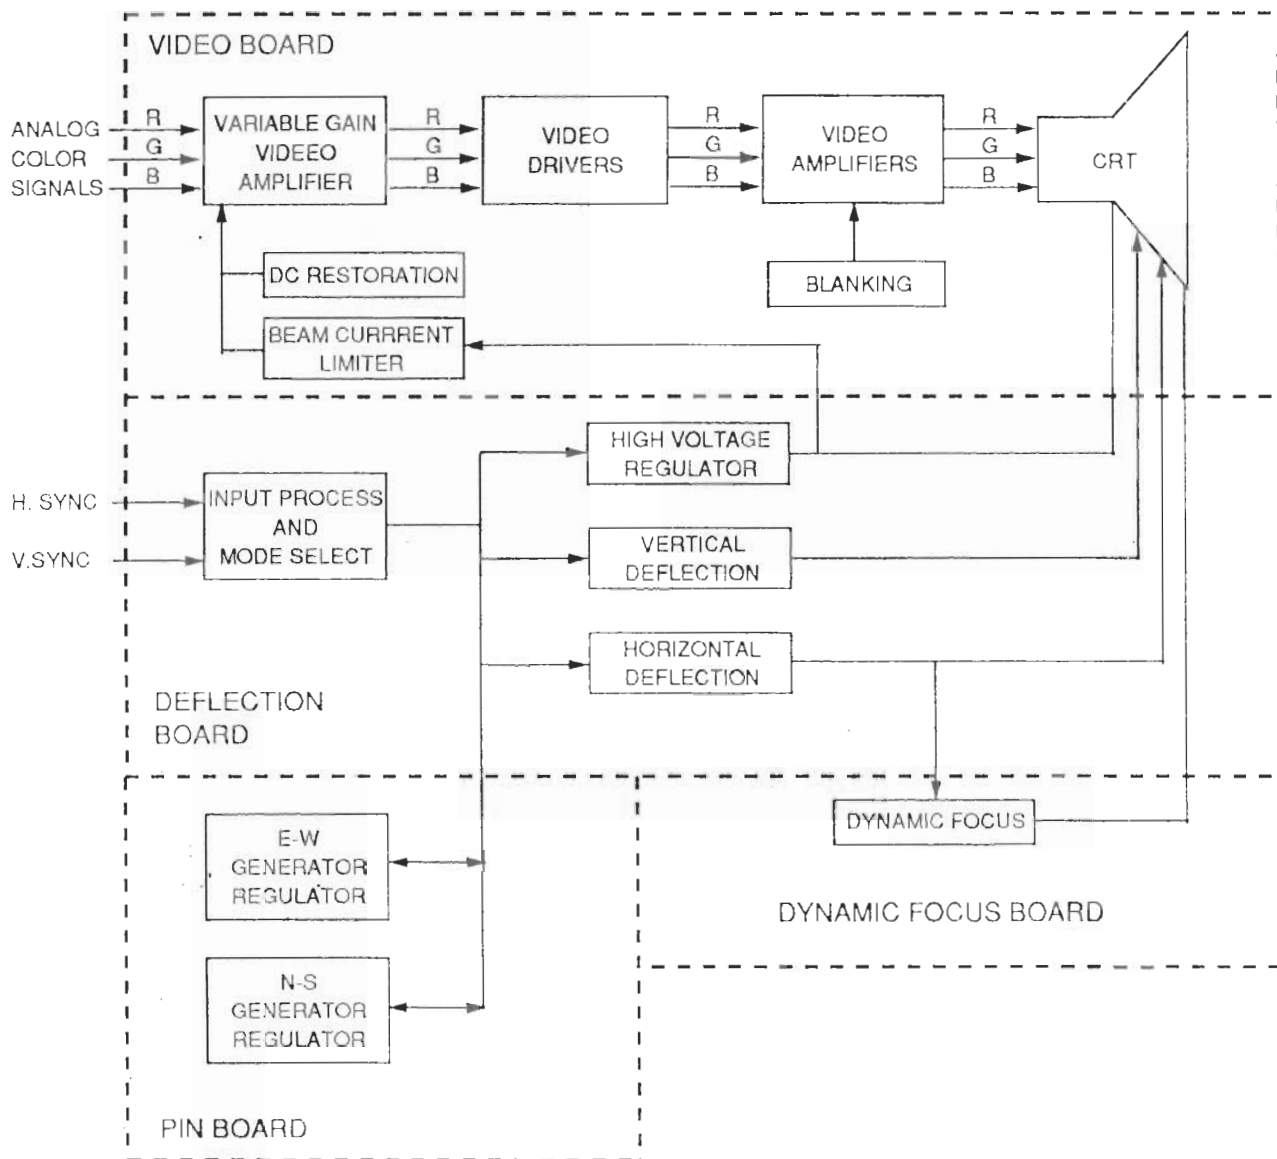 VIDEO BOARD
ANALOG
COLOR
SIGNALS
R
G
B
VARIABLE GAIN
VIDEEO
AMPLIFIER
R
G
B
VIDEO
DRIVERS
R
G
B
VIDEO
AMPLIFIERS
R
G
B
CRT
DC RESTORATION
BLANKING
BEAM CURRRENT
LIMITER
HIGH VOLTAGE
REGULATOR
H. SYNC
V.SYNC
INPUT PROCESS
AND
MODE SELECT
VERTICAL
DEFLECTION
HORIZONTAL
DEFLECTION
DEFLECTION
BOARD
E-W
GENERATOR
REGULATOR
DYNAMIC FOCUS
DYNAMIC FOCUS BOARD
N-S
GENERATOR
REGULATOR
PIN BOARD